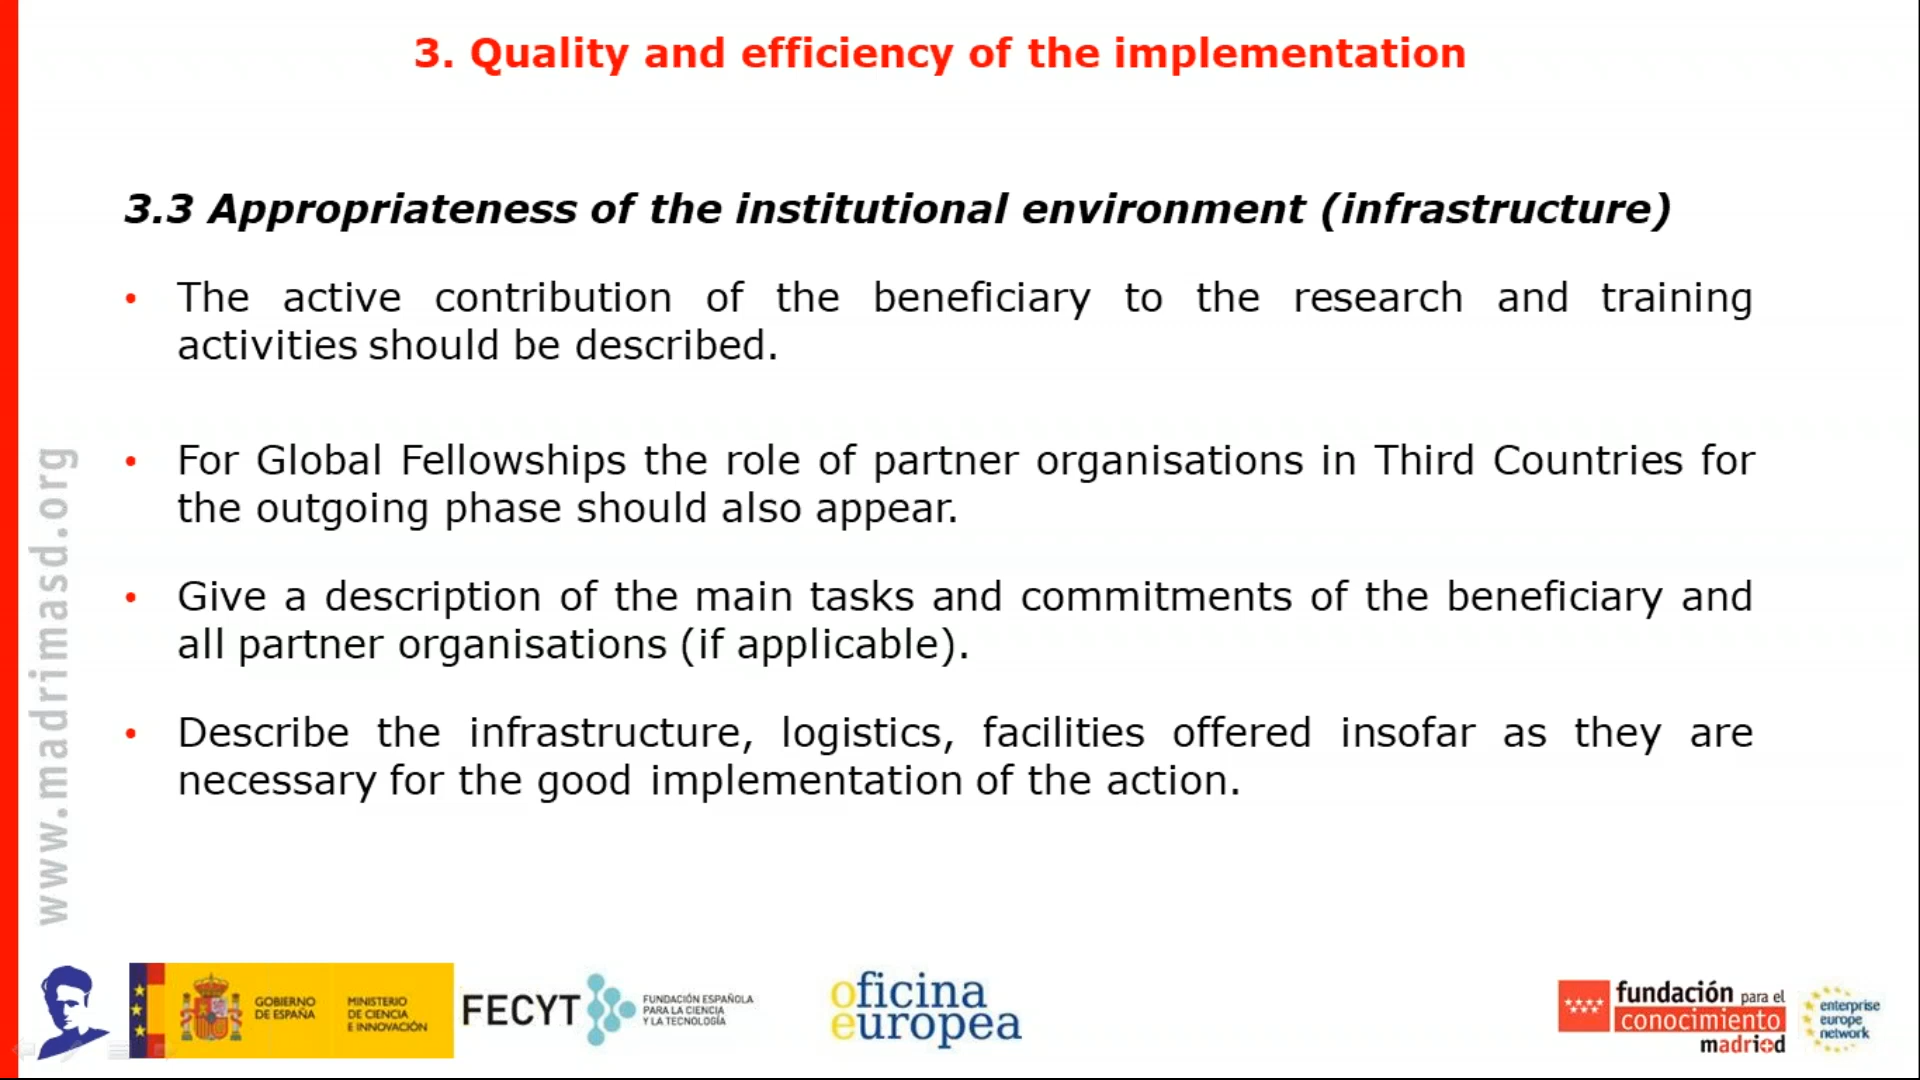 3. Quality and efficiency of the implementation
3.3 Appropriateness of the institutional environment (infrastructure)
• The active contribution of the beneficiary to the research and training
activities should be described.
• For Global Fellowships the role of partner organisations in Third Countries for
the outgoing phase should also appear.
• Give a description of the main tasks and commitments of the beneficiary and
all partner organisations (if applicable).
• Describe the infrastructure, logistics, facilities offered insofar as they are
necessary for the good implementation of the action.
www.madrimasd.org
GOBIERNO
DE ESPAÑA
MINISTERIO
DE CIENCIA
E INNOVACIÓN
FECYT
FUNDACIÓN ESPAÑOLA
PARA LA CIENCIA
Y LA TECNOLOGÍA
oficina
europea
fundación para el
conocimiento
madri+d
enterprise
europe
network